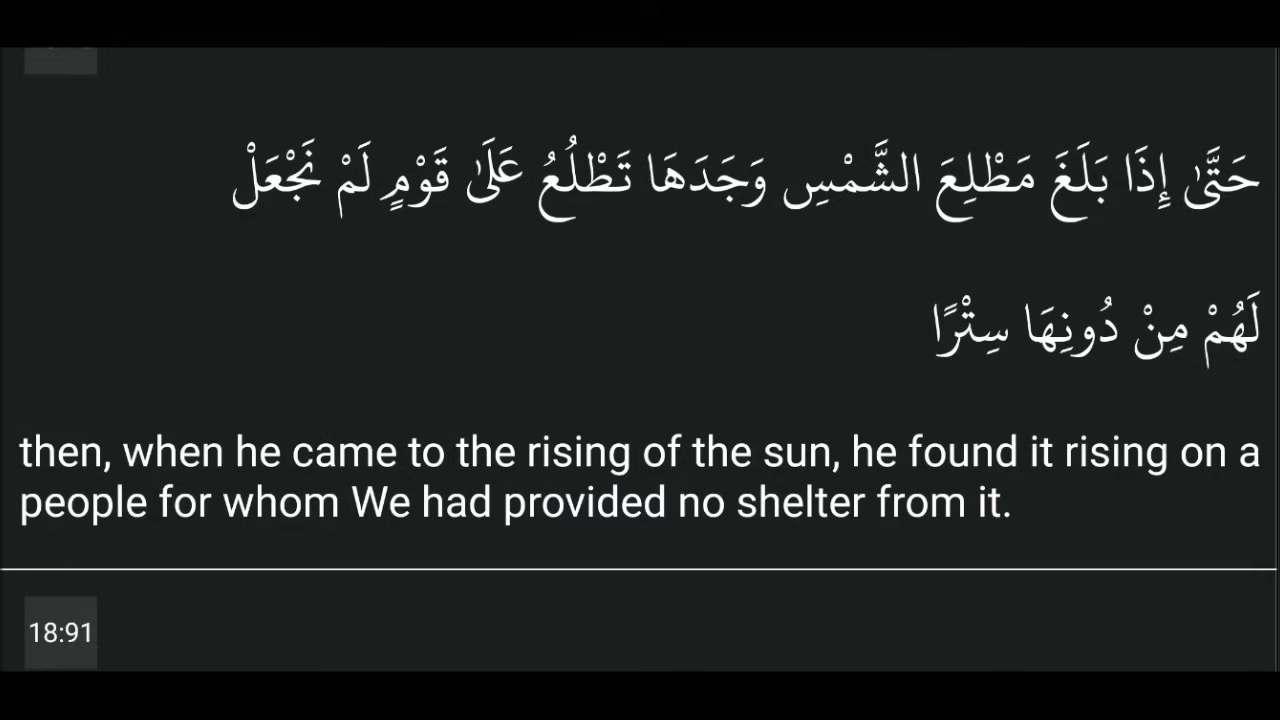 حَتَّىٰ إِذَا بَلَغَ مَطْلِعَ الشَّمْسِ وَجَدَهَا تَطْلُعُ عَلَىٰ قَوْمٍ لَمْ نَجْعَلْ
لَهُمْ مِنْ دُونِهَا سِتْرًا
then, when he came to the rising of the sun, he found it rising on a
people for whom We had provided no shelter from it.
18:91